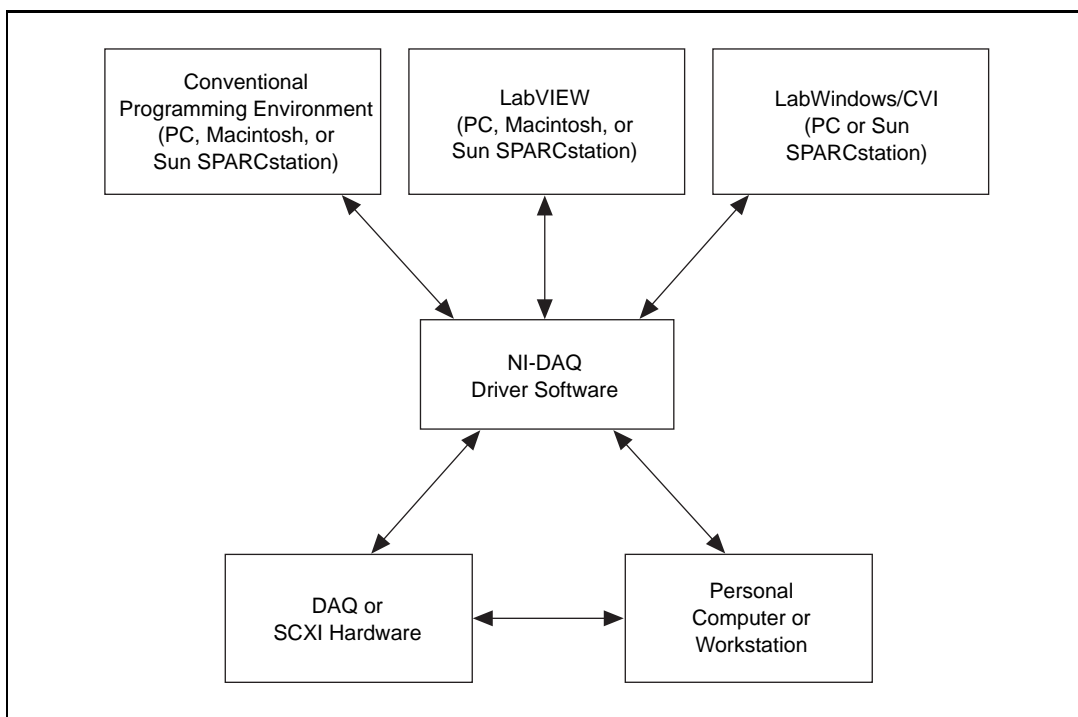 Conventional
Programming Environment
(PC, Macintosh, or
Sun SPARCstation)
LabVIEW
(PC, Macintosh, or
Sun SPARCstation)
LabWindows/CVI
(PC or Sun
SPARCstation)
NI-DAQ
Driver Software
DAQ or
SCXI Hardware
Personal
Computer or
Workstation